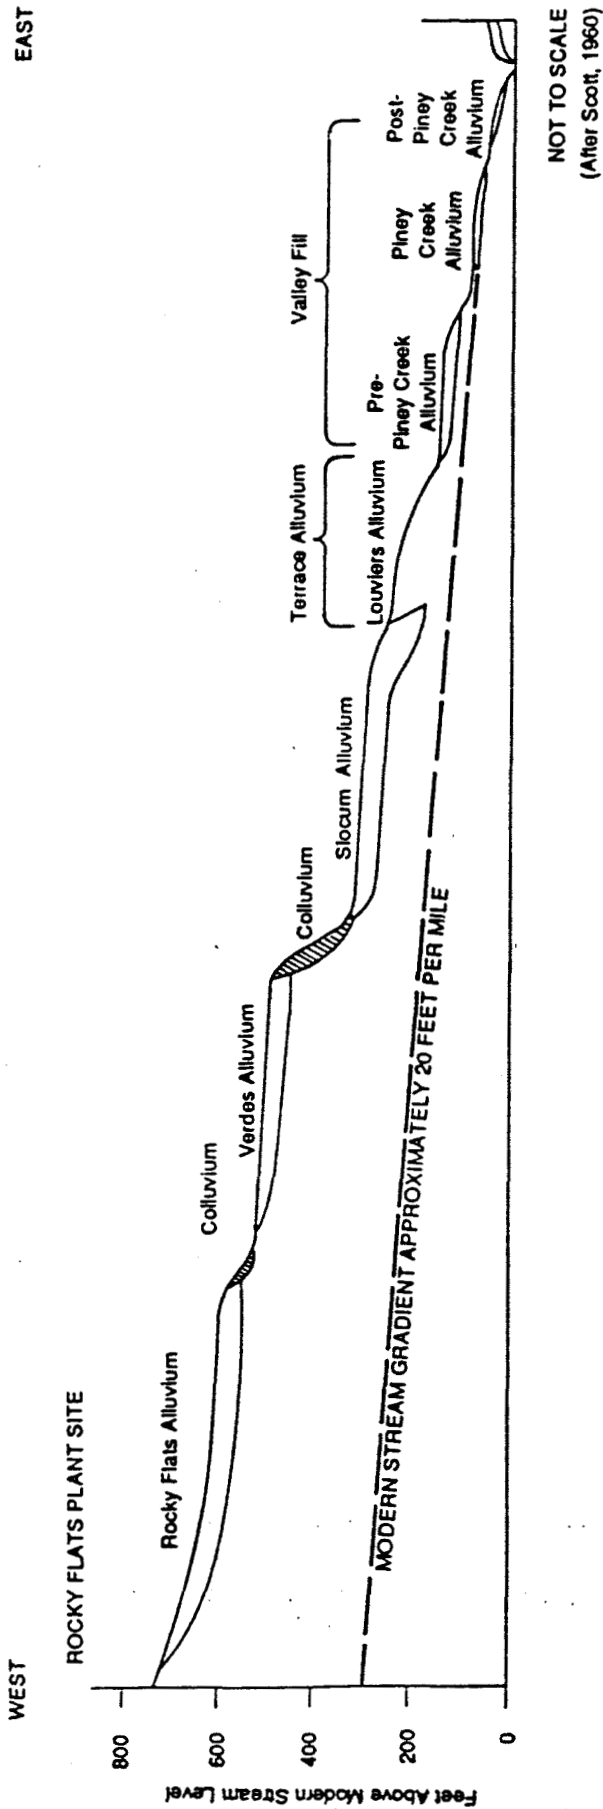 WEST
EAST
ROCKY FLATS PLANT SITE
Feet Above Modern Stream Level
800
600
400
200
0
Rocky Flats Alluvium
Colluvium
Verdos Alluvium
Colluvium
Slocum Alluvium
Terrace Alluvium
Louviers Alluvium
Valley Fill
Pre-
Piney Creek
Alluvium
Piney
Creek
Alluvium
Post-
Piney
Creek
Alluvium
MODERN STREAM GRADIENT APPROXIMATELY 20 FEET PER MILE
NOT TO SCALE
(After Scott, 1960)